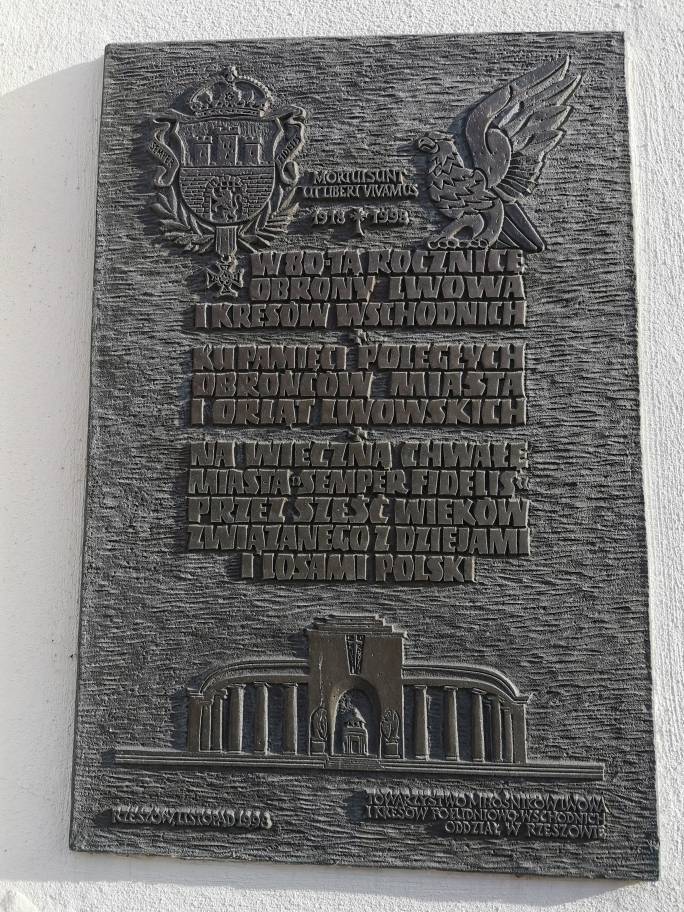 SEMPER FIDELIS
MORTUI SUNT
UT LIBERI VIVAMUS
1918 1998
W 80-TĄ ROCZNICĘ
OBRONY LWOWA
I KRESÓW WSCHODNICH
KU PAMIĘCI POLEGŁYCH
OBROŃCÓW MIASTA
I ORLĄT LWOWSKICH
NA WIECZNĄ CHWAŁĘ
MIASTA "SEMPER FIDELIS"
PRZEZ SZEŚĆ WIEKÓW
ZWIĄZANEGO Z DZIEJAMI
I LOSAMI POLSKI
RZESZÓW LISTOPAD 1998
TOWARZYSTWO MIŁOŚNIKÓW LWOWA
I KRESÓW POŁUDNIOWO-WSCHODNICH
ODDZIAŁ W RZESZOWIE